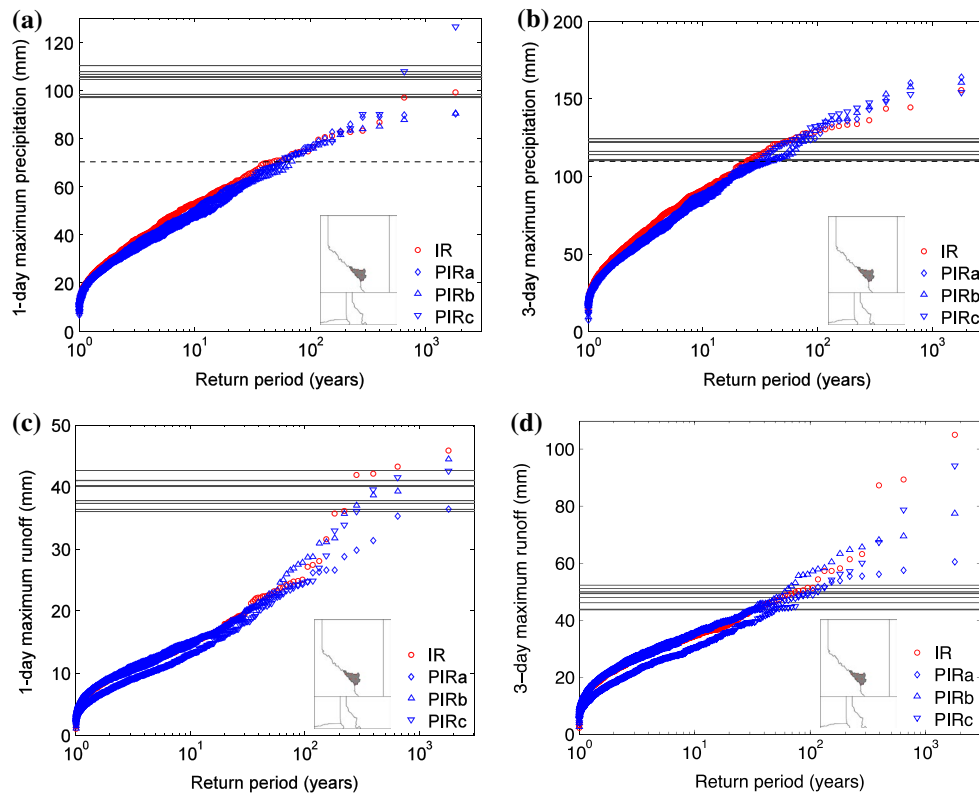 (a)
1-day maximum precipitation (mm)
120
100
80
60
40
20
0
10^0
10^1
10^2
10^3
Return period (years)
IR
PIRa
PIRb
PIRc
(b)
3-day maximum precipitation (mm)
200
150
100
50
0
10^0
10^1
10^2
10^3
Return period (years)
IR
PIRa
PIRb
PIRc
(c)
1-day maximum runoff (mm)
50
40
30
20
10
0
10^0
10^1
10^2
10^3
Return period (years)
IR
PIRa
PIRb
PIRc
(d)
3-day maximum runoff (mm)
100
80
60
40
20
0
10^0
10^1
10^2
10^3
Return period (years)
IR
PIRa
PIRb
PIRc